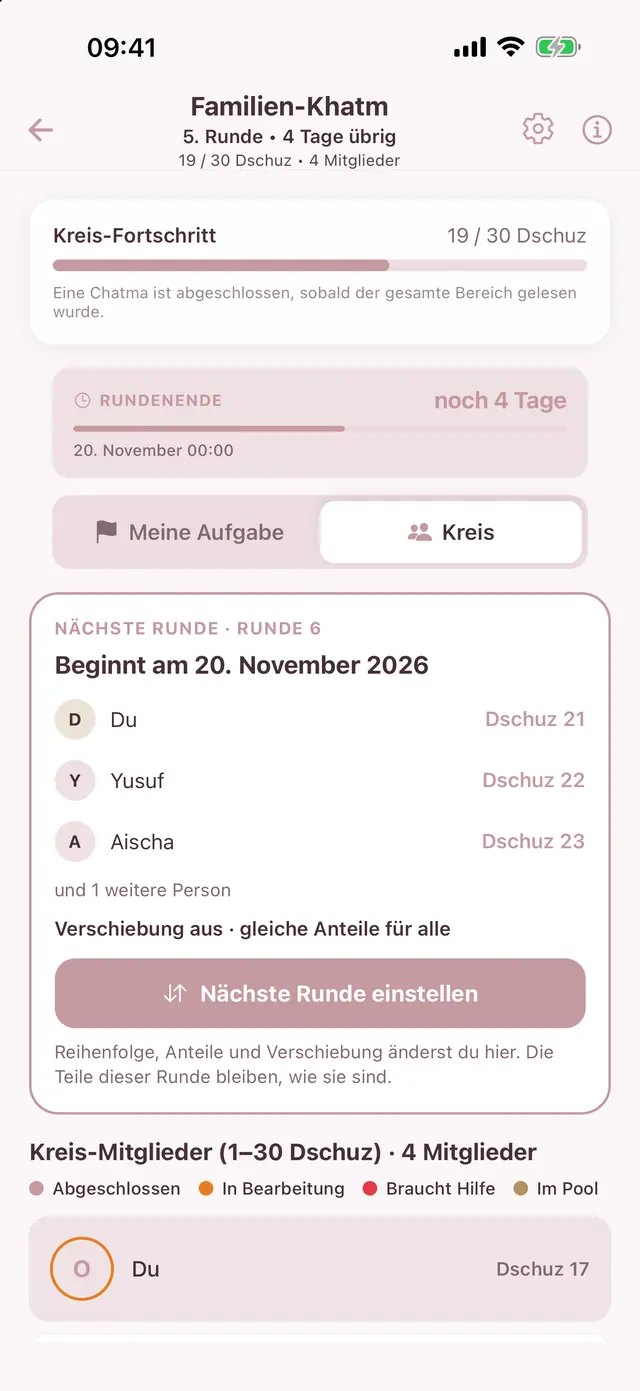 09:41
Familien-Khatm
5. Runde • 4 Tage übrig
19 / 30 Dschuz • 4 Mitglieder
Kreis-Fortschritt 19 / 30 Dschuz
Eine Chatma ist abgeschlossen, sobald der gesamte Bereich gelesen
wurde.
RUNDENENDE noch 4 Tage
20. November 00:00
Meine Aufgabe Kreis
NÄCHSTE RUNDE · RUNDE 6
Beginnt am 20. November 2026
D Du Dschuz 21
Y Yusuf Dschuz 22
A Aischa Dschuz 23
und 1 weitere Person
Verschiebung aus · gleiche Anteile für alle
Nächste Runde einstellen
Reihenfolge, Anteile und Verschiebung änderst du hier. Die
Teile dieser Runde bleiben, wie sie sind.
Kreis-Mitglieder (1–30 Dschuz) · 4 Mitglieder
Abgeschlossen In Bearbeitung Braucht Hilfe Im Pool
O Du Dschuz 17